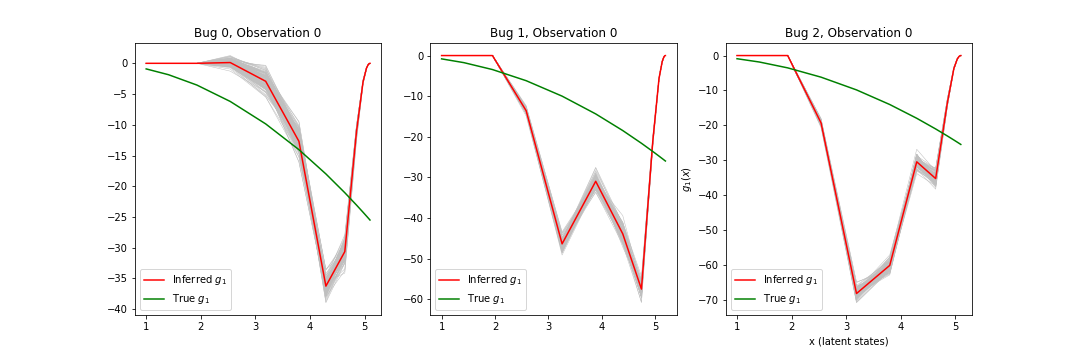 Bug 0, Observation 0
0
−5
−10
−15
−20
−25
−30
−35
−40
1 2 3 4 5
Inferred g₁
True g₁
Bug 1, Observation 0
0
−10
−20
−30
−40
−50
−60
1 2 3 4 5
Inferred g₁
True g₁
Bug 2, Observation 0
g₁(x)
0
−10
−20
−30
−40
−50
−60
−70
1 2 3 4 5
x (latent states)
Inferred g₁
True g₁